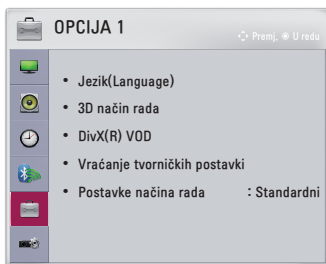 OPCIJA 1
Premj. U redu
• Jezik(Language)
• 3D način rada
• DivX(R) VOD
• Vraćanje tvorničkih postavki
• Postavke načina rada : Standardni